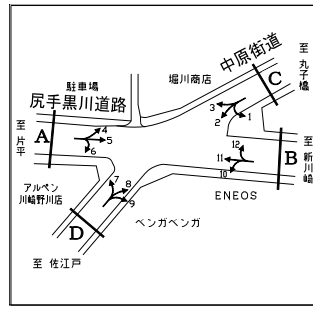 中原街道
至 丸子橋
堀川商店
C
駐車場
尻手黒川道路
至 片平
A
4
5
6
3
2
1
12
11
10
B
至 新川崎
アルペン
川崎野川店
7
8
9
D
ENEOS
ベンガベンガ
至 佐江戸